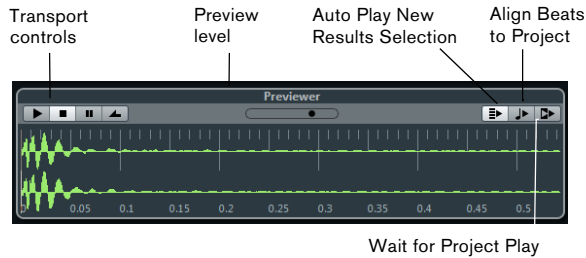 Transport
controls
Preview
level
Auto Play New
Results Selection
Align Beats
to Project
Previewer
0.05 0.1 0.15 0.2 0.25 0.3 0.35 0.4 0.45 0.5
Wait for Project Play